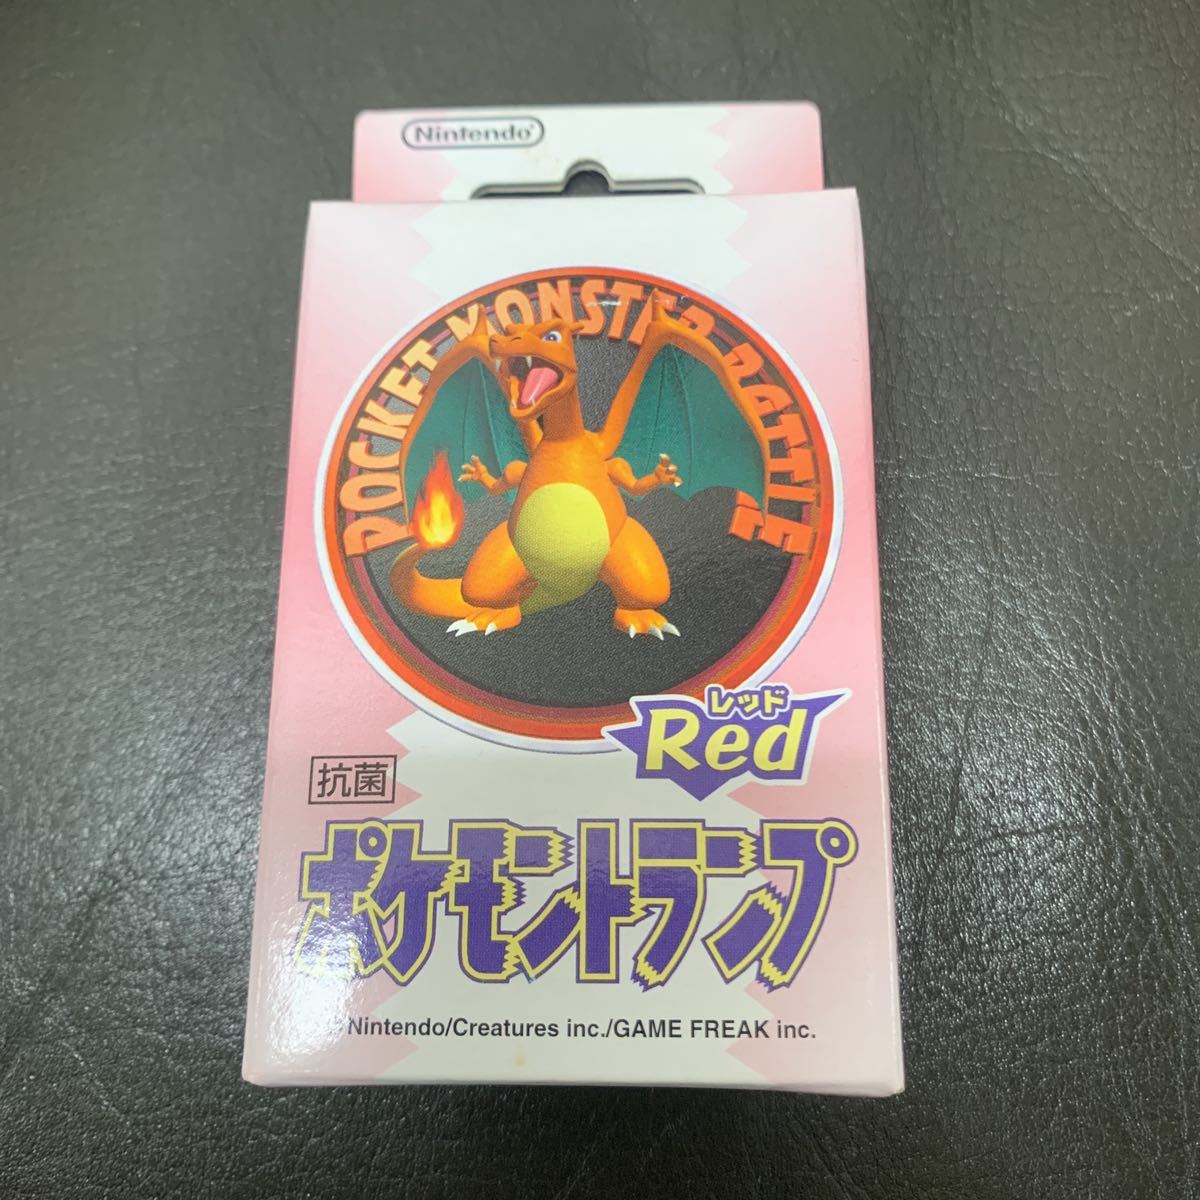 Nintendo
POCKET MONSTER BATTLE
レッド
Red
抗菌
ポケモントランプ
Nintendo/Creatures inc./GAME FREAK inc.